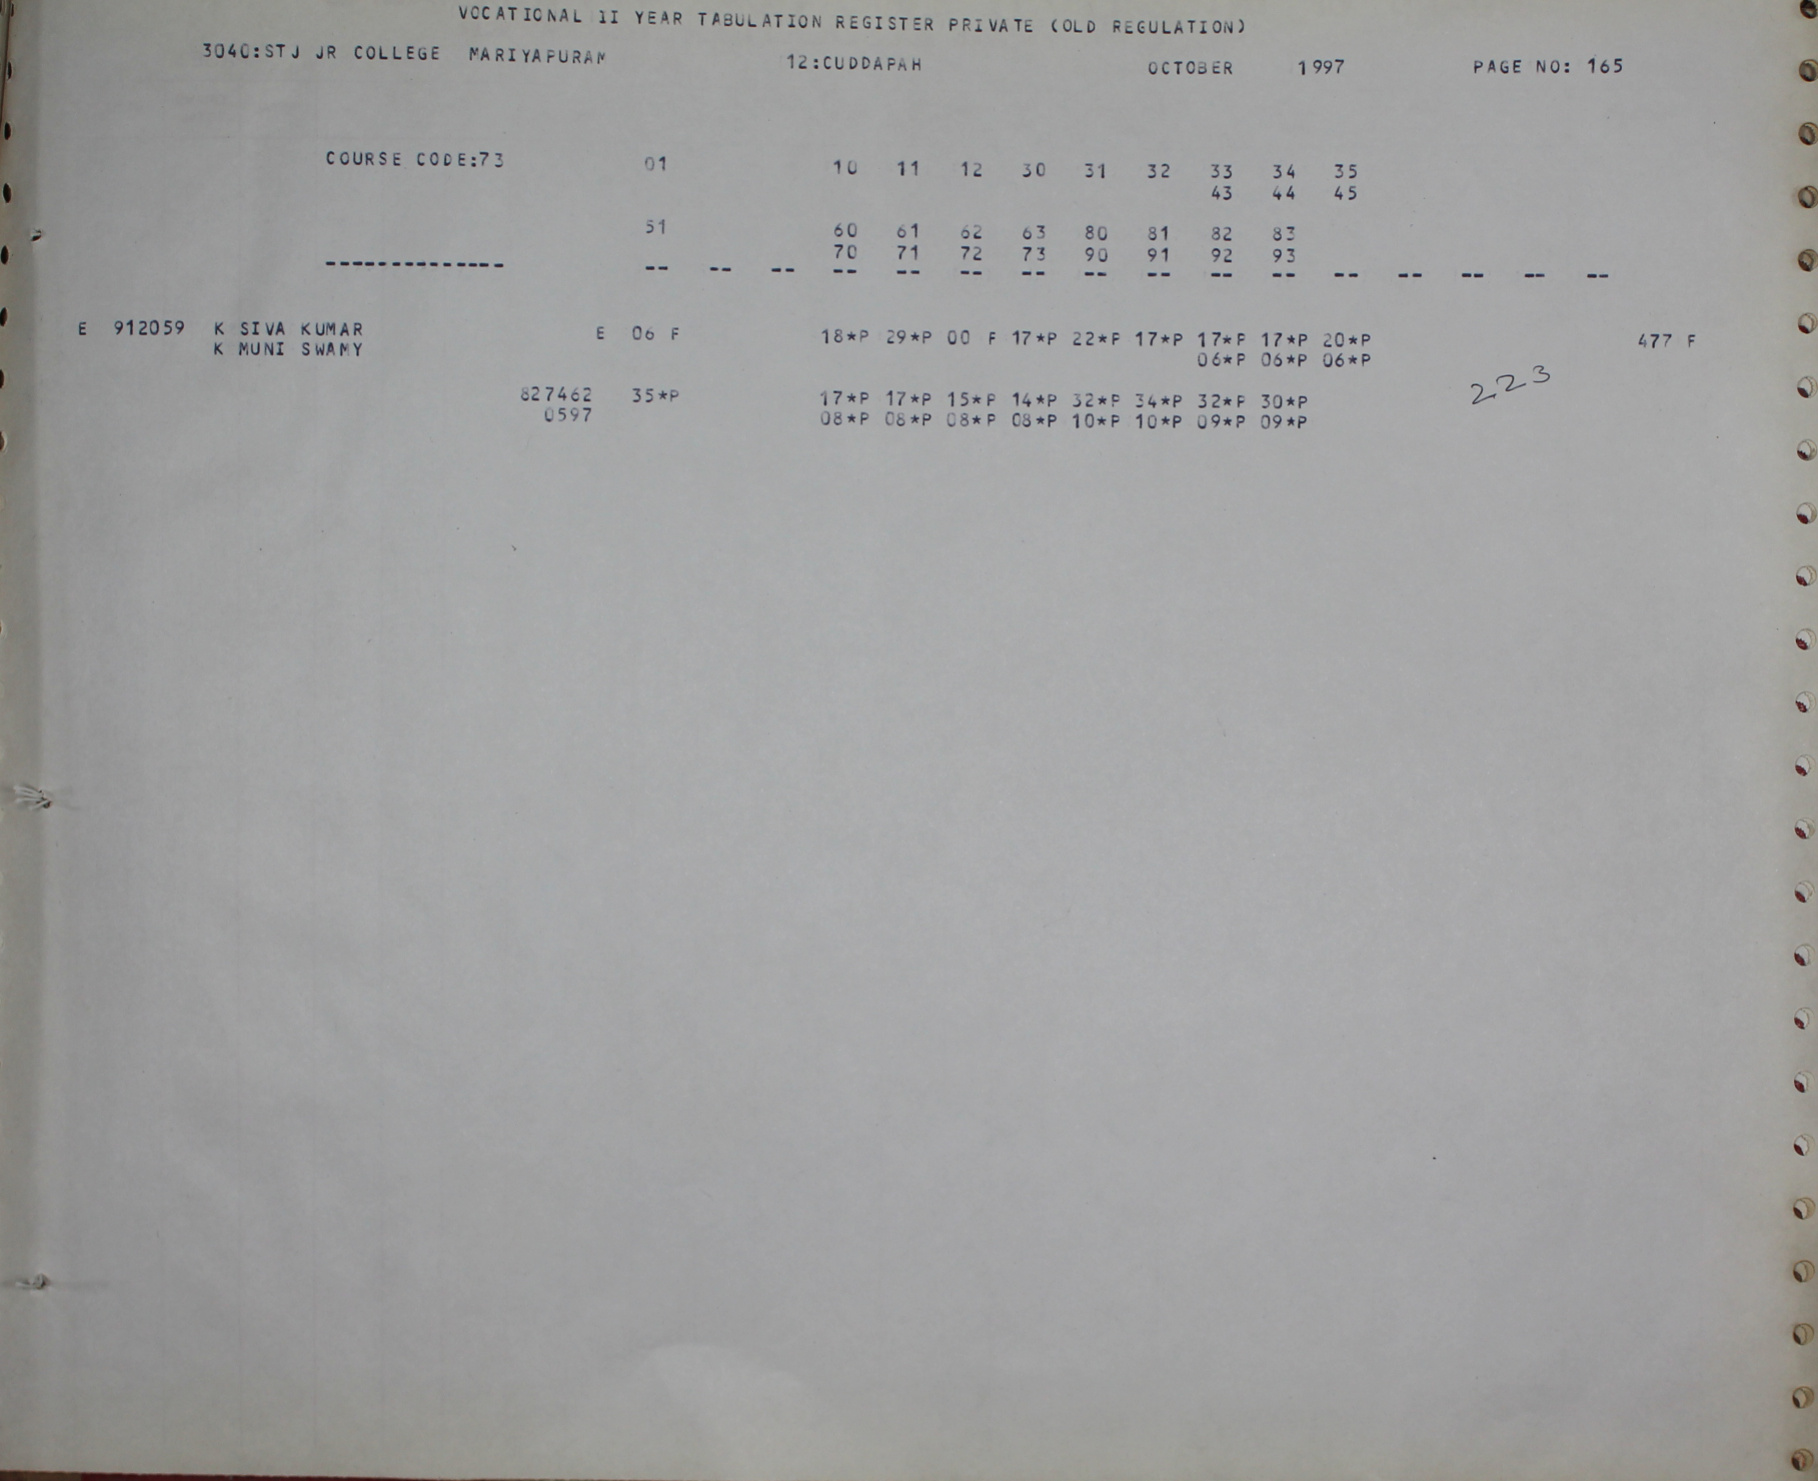 VOCATIONAL II YEAR TABULATION REGISTER PRIVATE (OLD REGULATION)
3040:STJ JR COLLEGE MARIYAPURAM 12:CUDDAPAH OCTOBER 1997 PAGE NO: 165
COURSE CODE:73 01 10 11 12 30 31 32 33 34 35
43 44 45
51 60 61 62 63 80 81 82 83
70 71 72 73 90 91 92 93
-------------- -- -- -- -- -- -- -- -- -- -- -- -- -- -- -- --
E 912059 K SIVA KUMAR E 06 F 18*P 29*P 00 F 17*P 22*P 17*P 17*P 17*P 20*P 477 F
K MUNI SWAMY 06*P 06*P 06*P
223
827462 35*P 17*P 17*P 15*P 14*P 32*P 34*P 32*P 30*P
0597 08*P 08*P 08*P 08*P 10*P 10*P 09*P 09*P